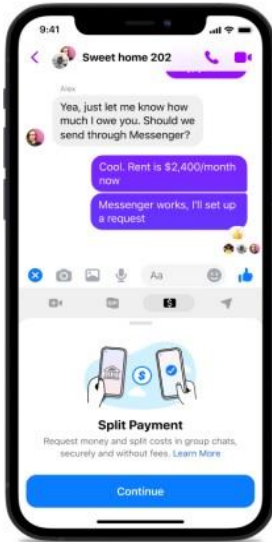 9:41
Sweet home 202
Alex
Yea, just let me know how
much I owe you. Should we
send through Messenger?
Cool. Rent is $2,400/month
now
Messenger works, I'll set up
a request
Aa
$
$
Split Payment
Request money and split costs in group chats,
securely and without fees. Learn More
Continue